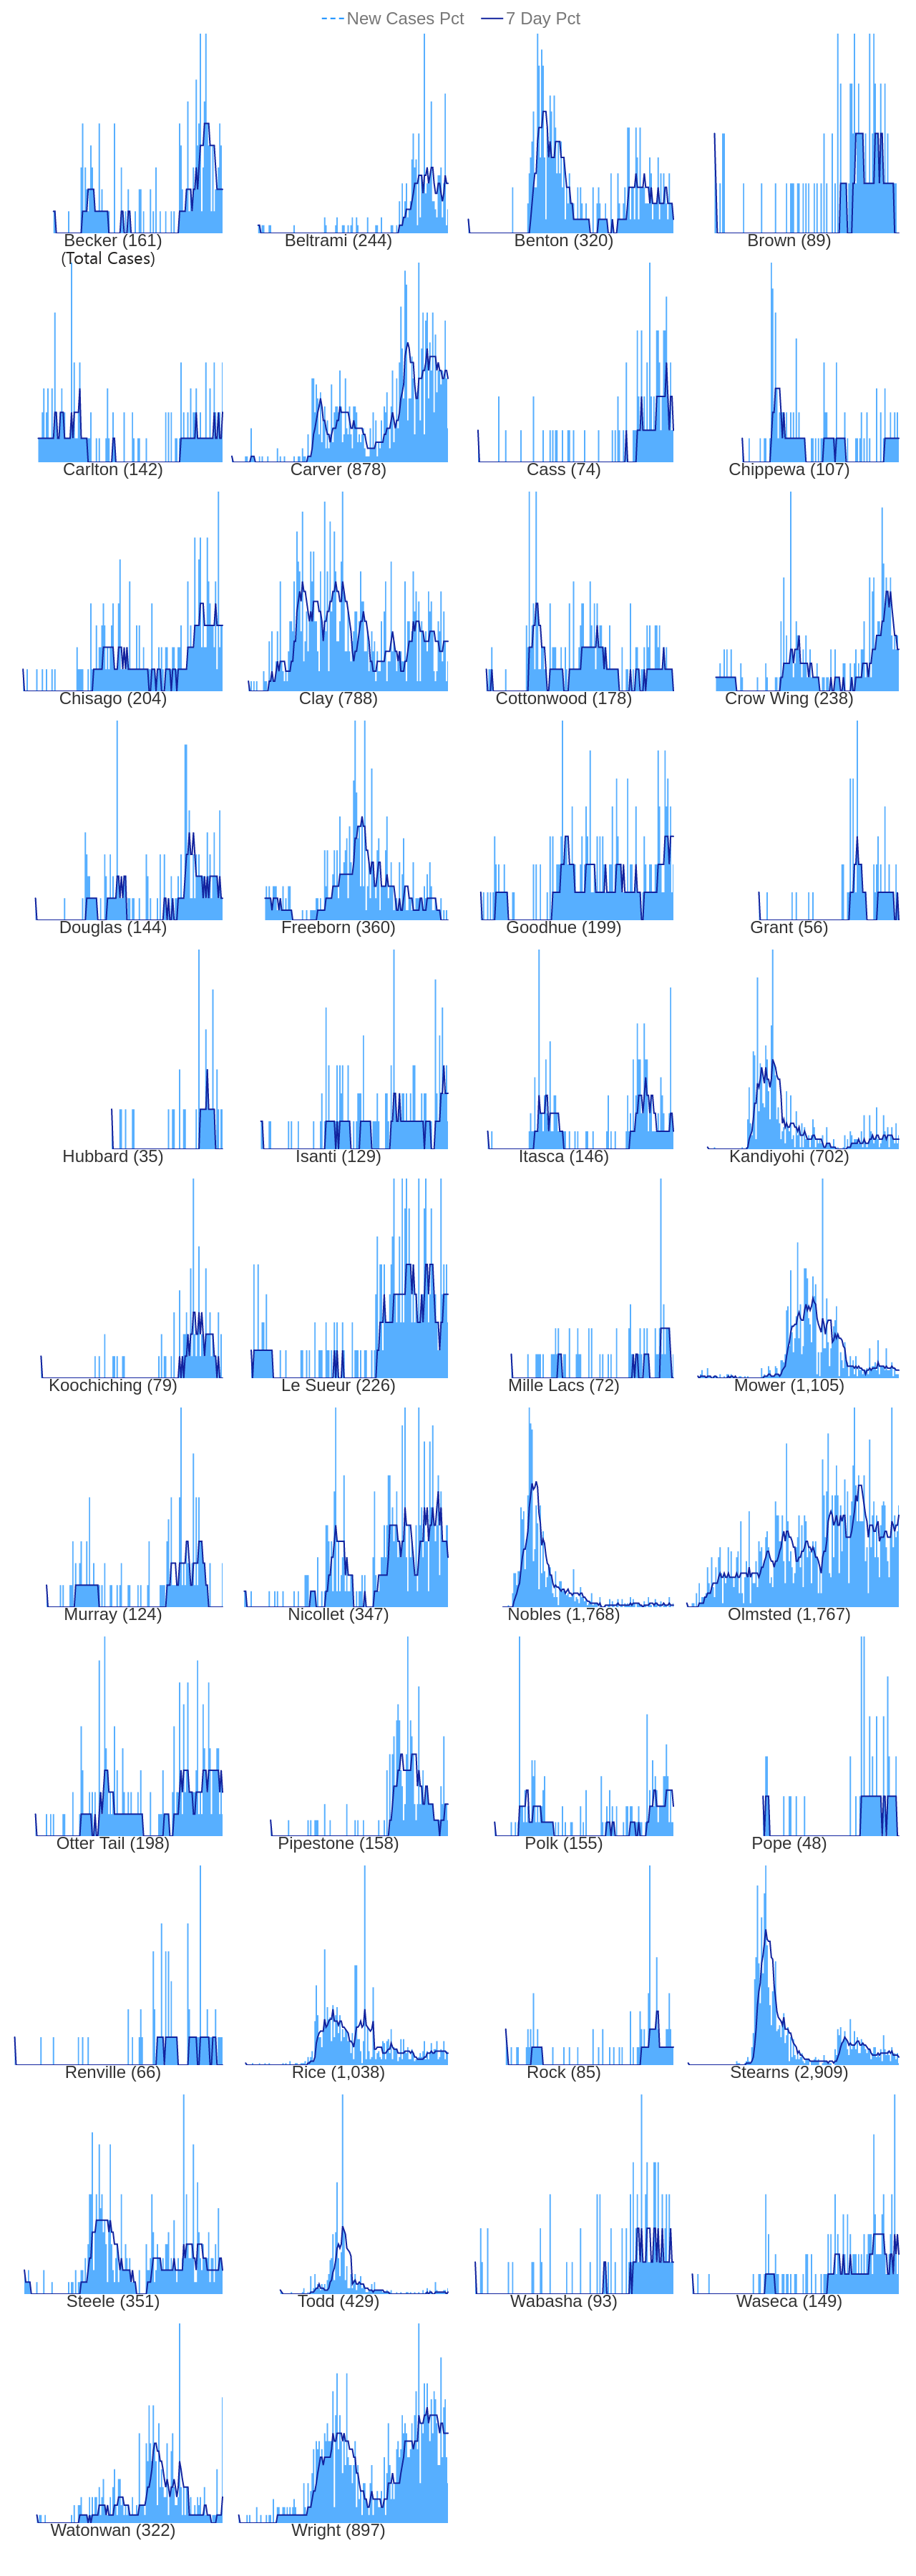 New Cases Pct 7 Day Pct
Becker (161) Beltrami (244) Benton (320) Brown (89)
(Total Cases)
Carlton (142) Carver (878) Cass (74) Chippewa (107)
Chisago (204) Clay (788) Cottonwood (178) Crow Wing (238)
Douglas (144) Freeborn (360) Goodhue (199) Grant (56)
Hubbard (35) Isanti (129) Itasca (146) Kandiyohi (702)
Koochiching (79) Le Sueur (226) Mille Lacs (72) Mower (1,105)
Murray (124) Nicollet (347) Nobles (1,768) Olmsted (1,767)
Otter Tail (198) Pipestone (158) Polk (155) Pope (48)
Renville (66) Rice (1,038) Rock (85) Stearns (2,909)
Steele (351) Todd (429) Wabasha (93) Waseca (149)
Watonwan (322) Wright (897)